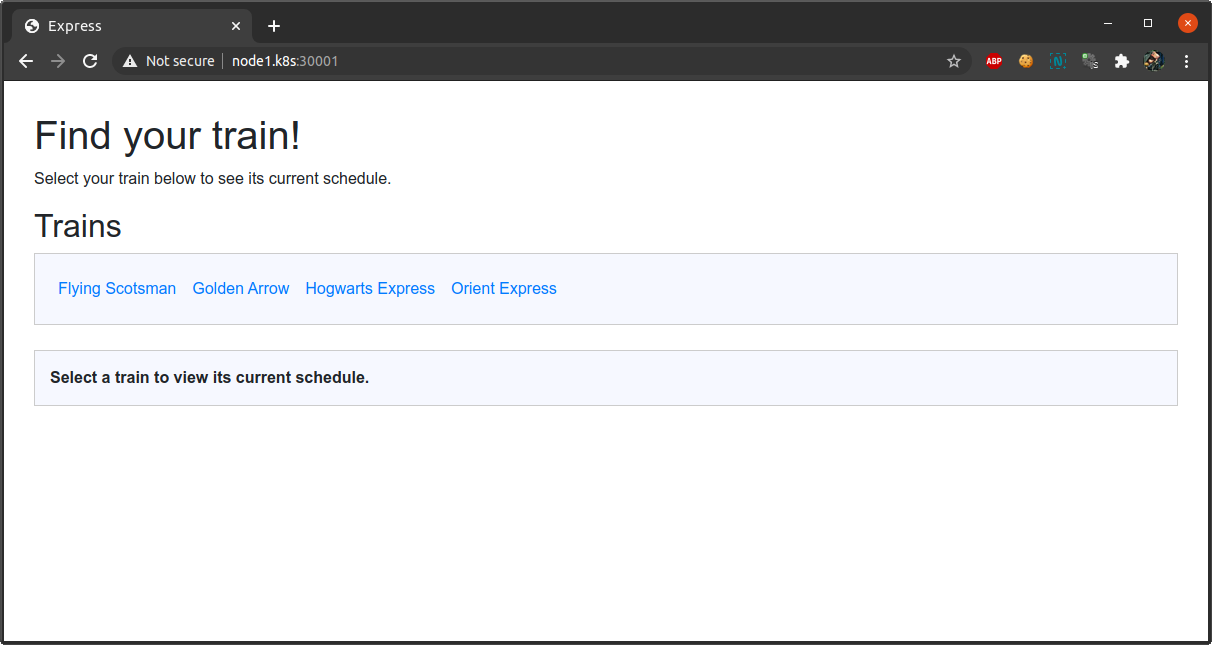 Express
Not secure node1.k8s:30001 ABP N s
Find your train!
Select your train below to see its current schedule.
Trains
Flying Scotsman Golden Arrow Hogwarts Express Orient Express
Select a train to view its current schedule.